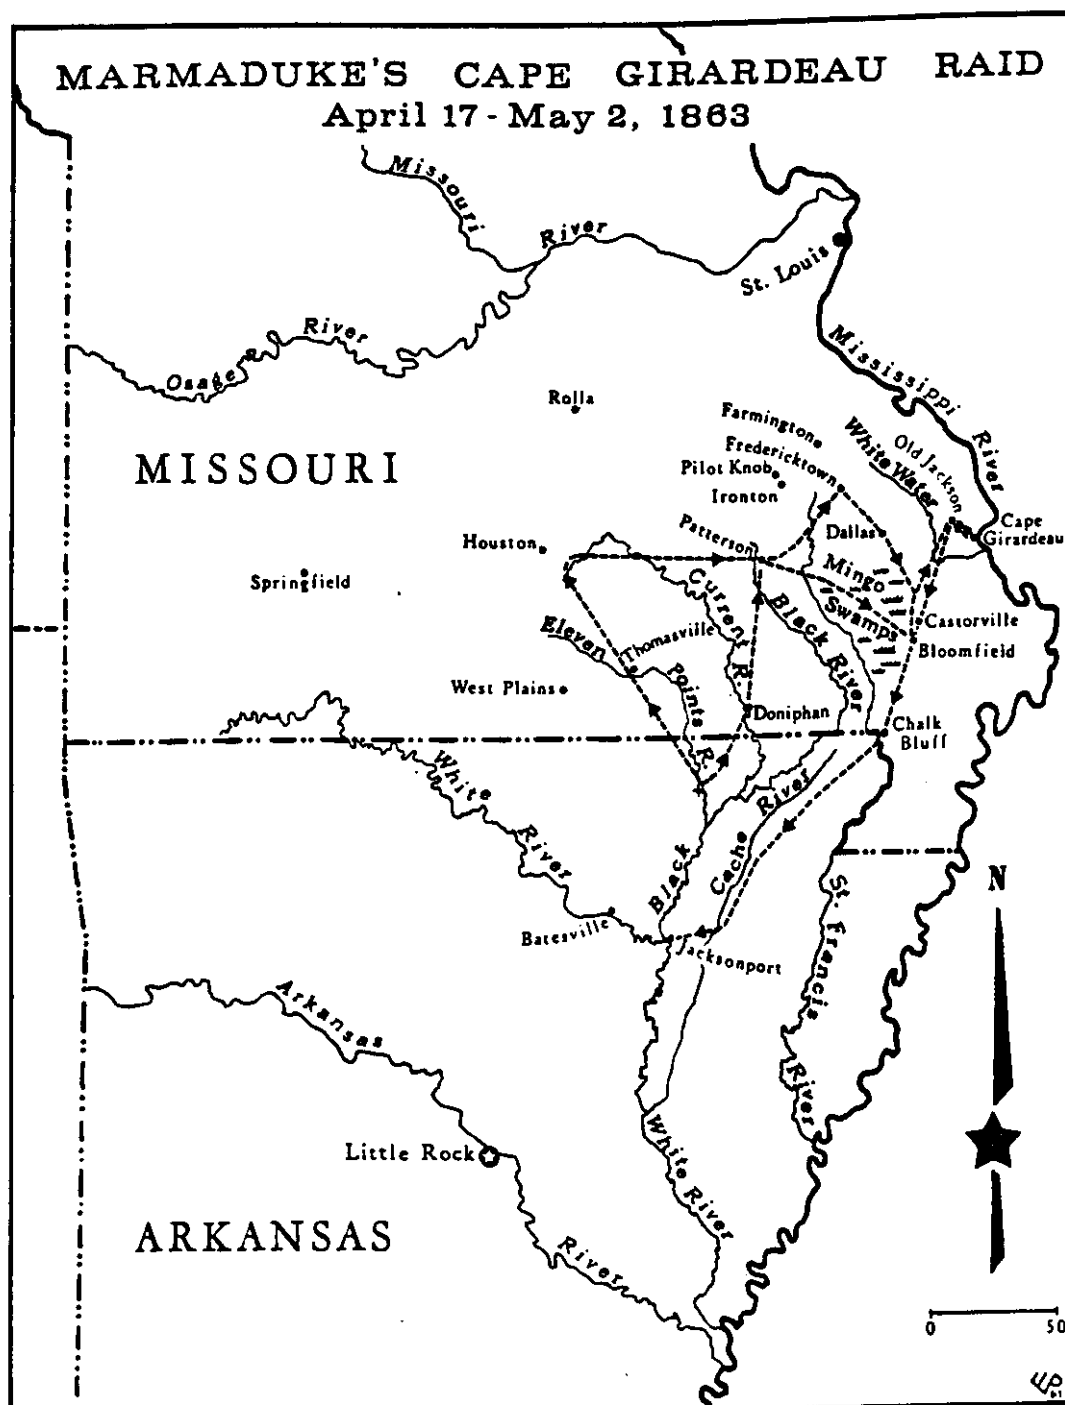 MARMADUKE'S CAPE GIRARDEAU RAID
April 17 - May 2, 1863
Missouri
River
St. Louis
Mississippi River
Osage River
Rolla
Farmington
Fredericktown
Pilot Knob
Ironton
White Water
Old Jackson
Cape
Girardeau
MISSOURI
Patterson
Dallas
Houston
Springfield
Mingo
Swamps
Current R.
Black River
Castorville
Bloomfield
Eleven Points R.
Thomasville
West Plains
Doniphan
Chalk
Bluff
White River
Cache River
Black
St. Francis River
N
Batesville
Jacksonport
Arkansas River
Little Rock
White River
ARKANSAS
0 50